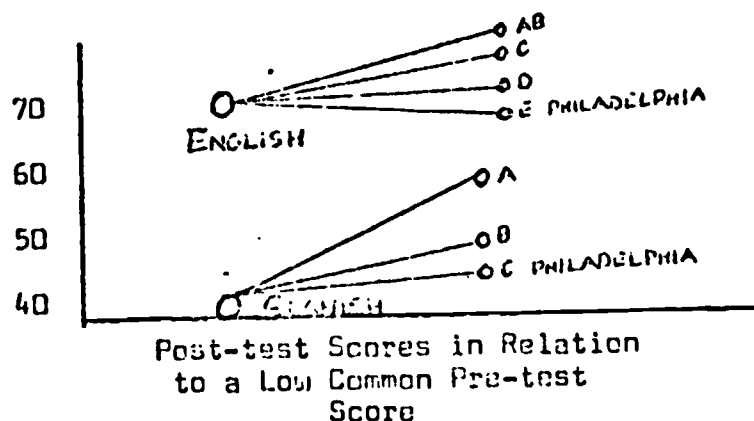 AB
C
D
70
E PHILADELPHIA
ENGLISH
60
A
50
B
C PHILADELPHIA
40
SPANISH
Post-test Scores in Relation
to a Low Common Pre-test
Score